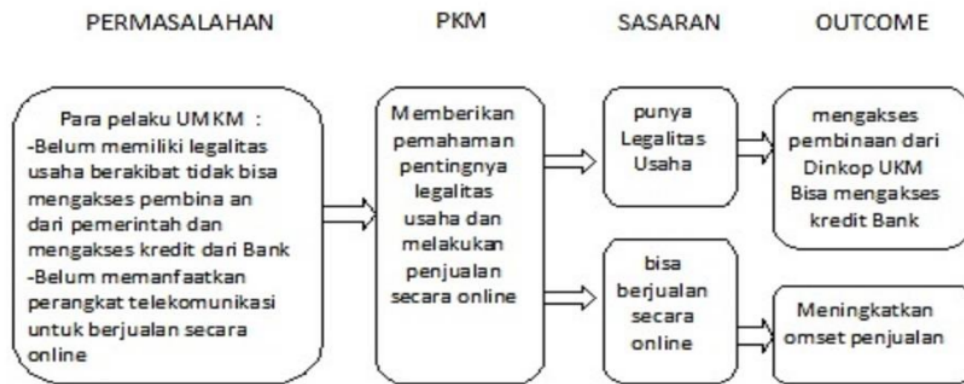 PERMASALAHAN
PKM
SASARAN
OUTCOME
Para pelaku UMKM :
-Belum memiliki legalitas
usaha berakibat tidak bisa
mengakses pembina an
dari pemerintah dan
mengakses kredit dari Bank
-Belum memanfaatkan
perangkat telekomunikasi
untuk berjualan secara
online
Memberikan
pemahaman
pentingnya
legalitas
usaha dan
melakukan
penjualan
secara online
punya
Legalitas
Usaha
bisa
berjualan
secara
online
mengakses
pembinaan dari
Dinkop UKM
Bisa mengakses
kredit Bank
Meningkatkan
omset penjualan